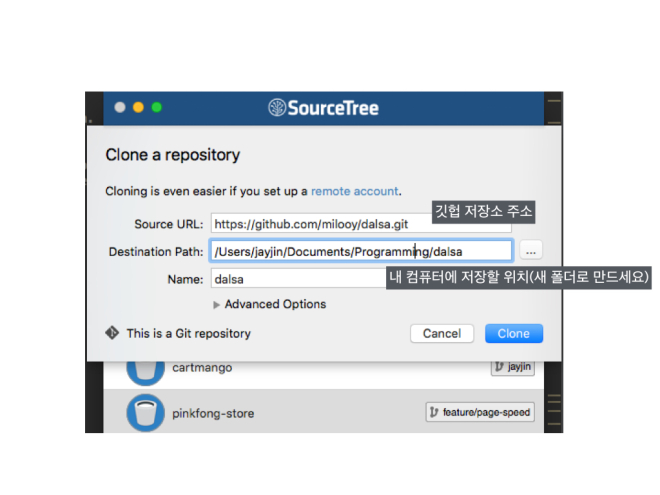 SourceTree
Clone a repository
Cloning is even easier if you set up a remote account.
깃헙 저장소 주소
Source URL: https://github.com/milooy/dalsa.git
Destination Path: /Users/jayjin/Documents/Programming/dalsa ...
내 컴퓨터에 저장할 위치(새 폴더로 만드세요)
Name: dalsa
Advanced Options
This is a Git repository Cancel Clone
cartmango jayjin
pinkfong-store feature/page-speed